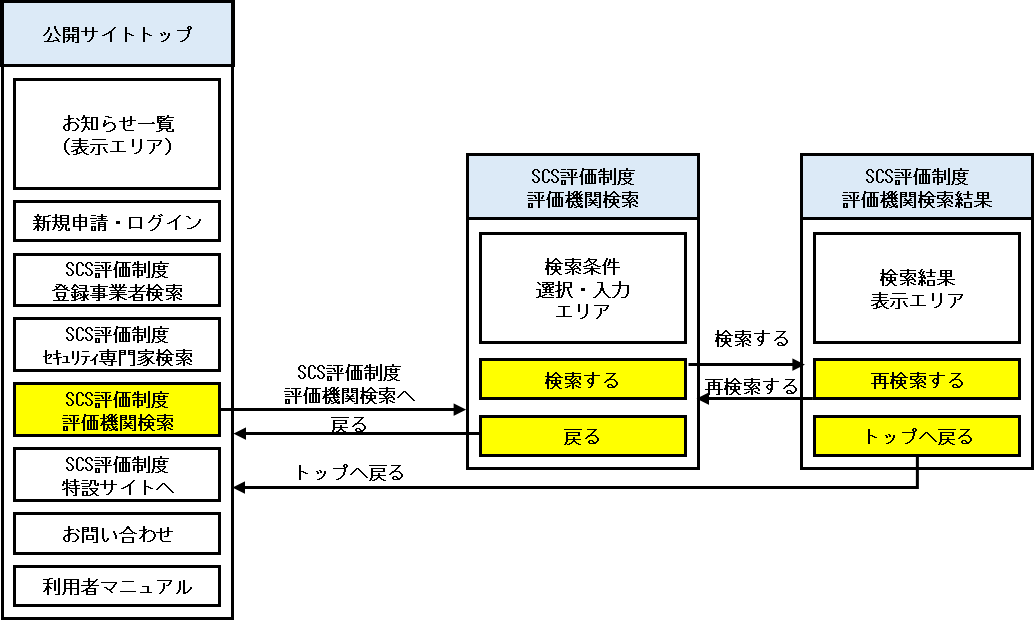 公開サイトトップ
お知らせ一覧
(表示エリア)
新規申請・ログイン
SCS評価制度
登録事業者検索
SCS評価制度
ｾｷｭﾘﾃｨ専門家検索
SCS評価制度
評価機関検索
SCS評価制度
特設サイトへ
お問い合わせ
利用者マニュアル
SCS評価制度
評価機関検索へ
戻る
トップへ戻る
SCS評価制度
評価機関検索
検索条件
選択・入力
エリア
検索する
戻る
検索する
再検索する
SCS評価制度
評価機関検索結果
検索結果
表示エリア
再検索する
トップへ戻る